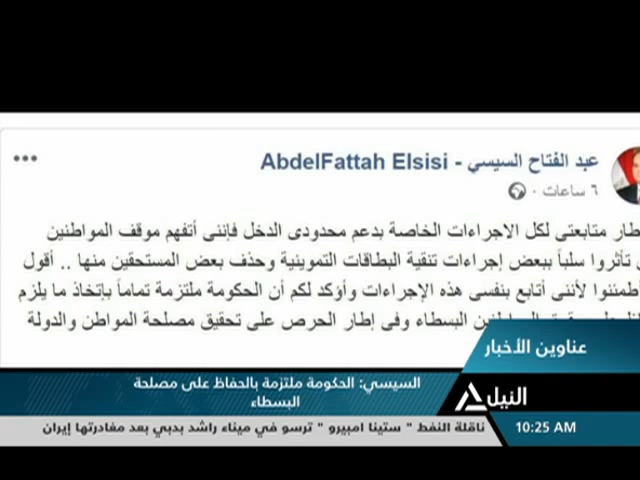 عبد الفتاح السيسي - AbdelFattah Elsisi
٦ ساعات ·
طار متابعتى لكل الاجراءات الخاصة بدعم محدودى الدخل فإننى أتفهم موقف المواطنين
تأثروا سلباً ببعض إجراءات تنقية البطاقات التموينية وحذف بعض المستحقين منها .. أقول
أطمئنوا لأننى أتابع بنفسى هذه الإجراءات وأؤكد لكم أن الحكومة ملتزمة تماماً بإتخاذ ما يلزم
البسطاء وفى إطار الحرص على تحقيق مصلحة المواطن والدولة
عناوين الأخبار
السيسي: الحكومة ملتزمة بالحفاظ على مصلحة
البسطاء
النيل
ناقلة النفط " ستينا امبيرو " ترسو في ميناء راشد بدبي بعد مغادرتها إيران
10:25 AM